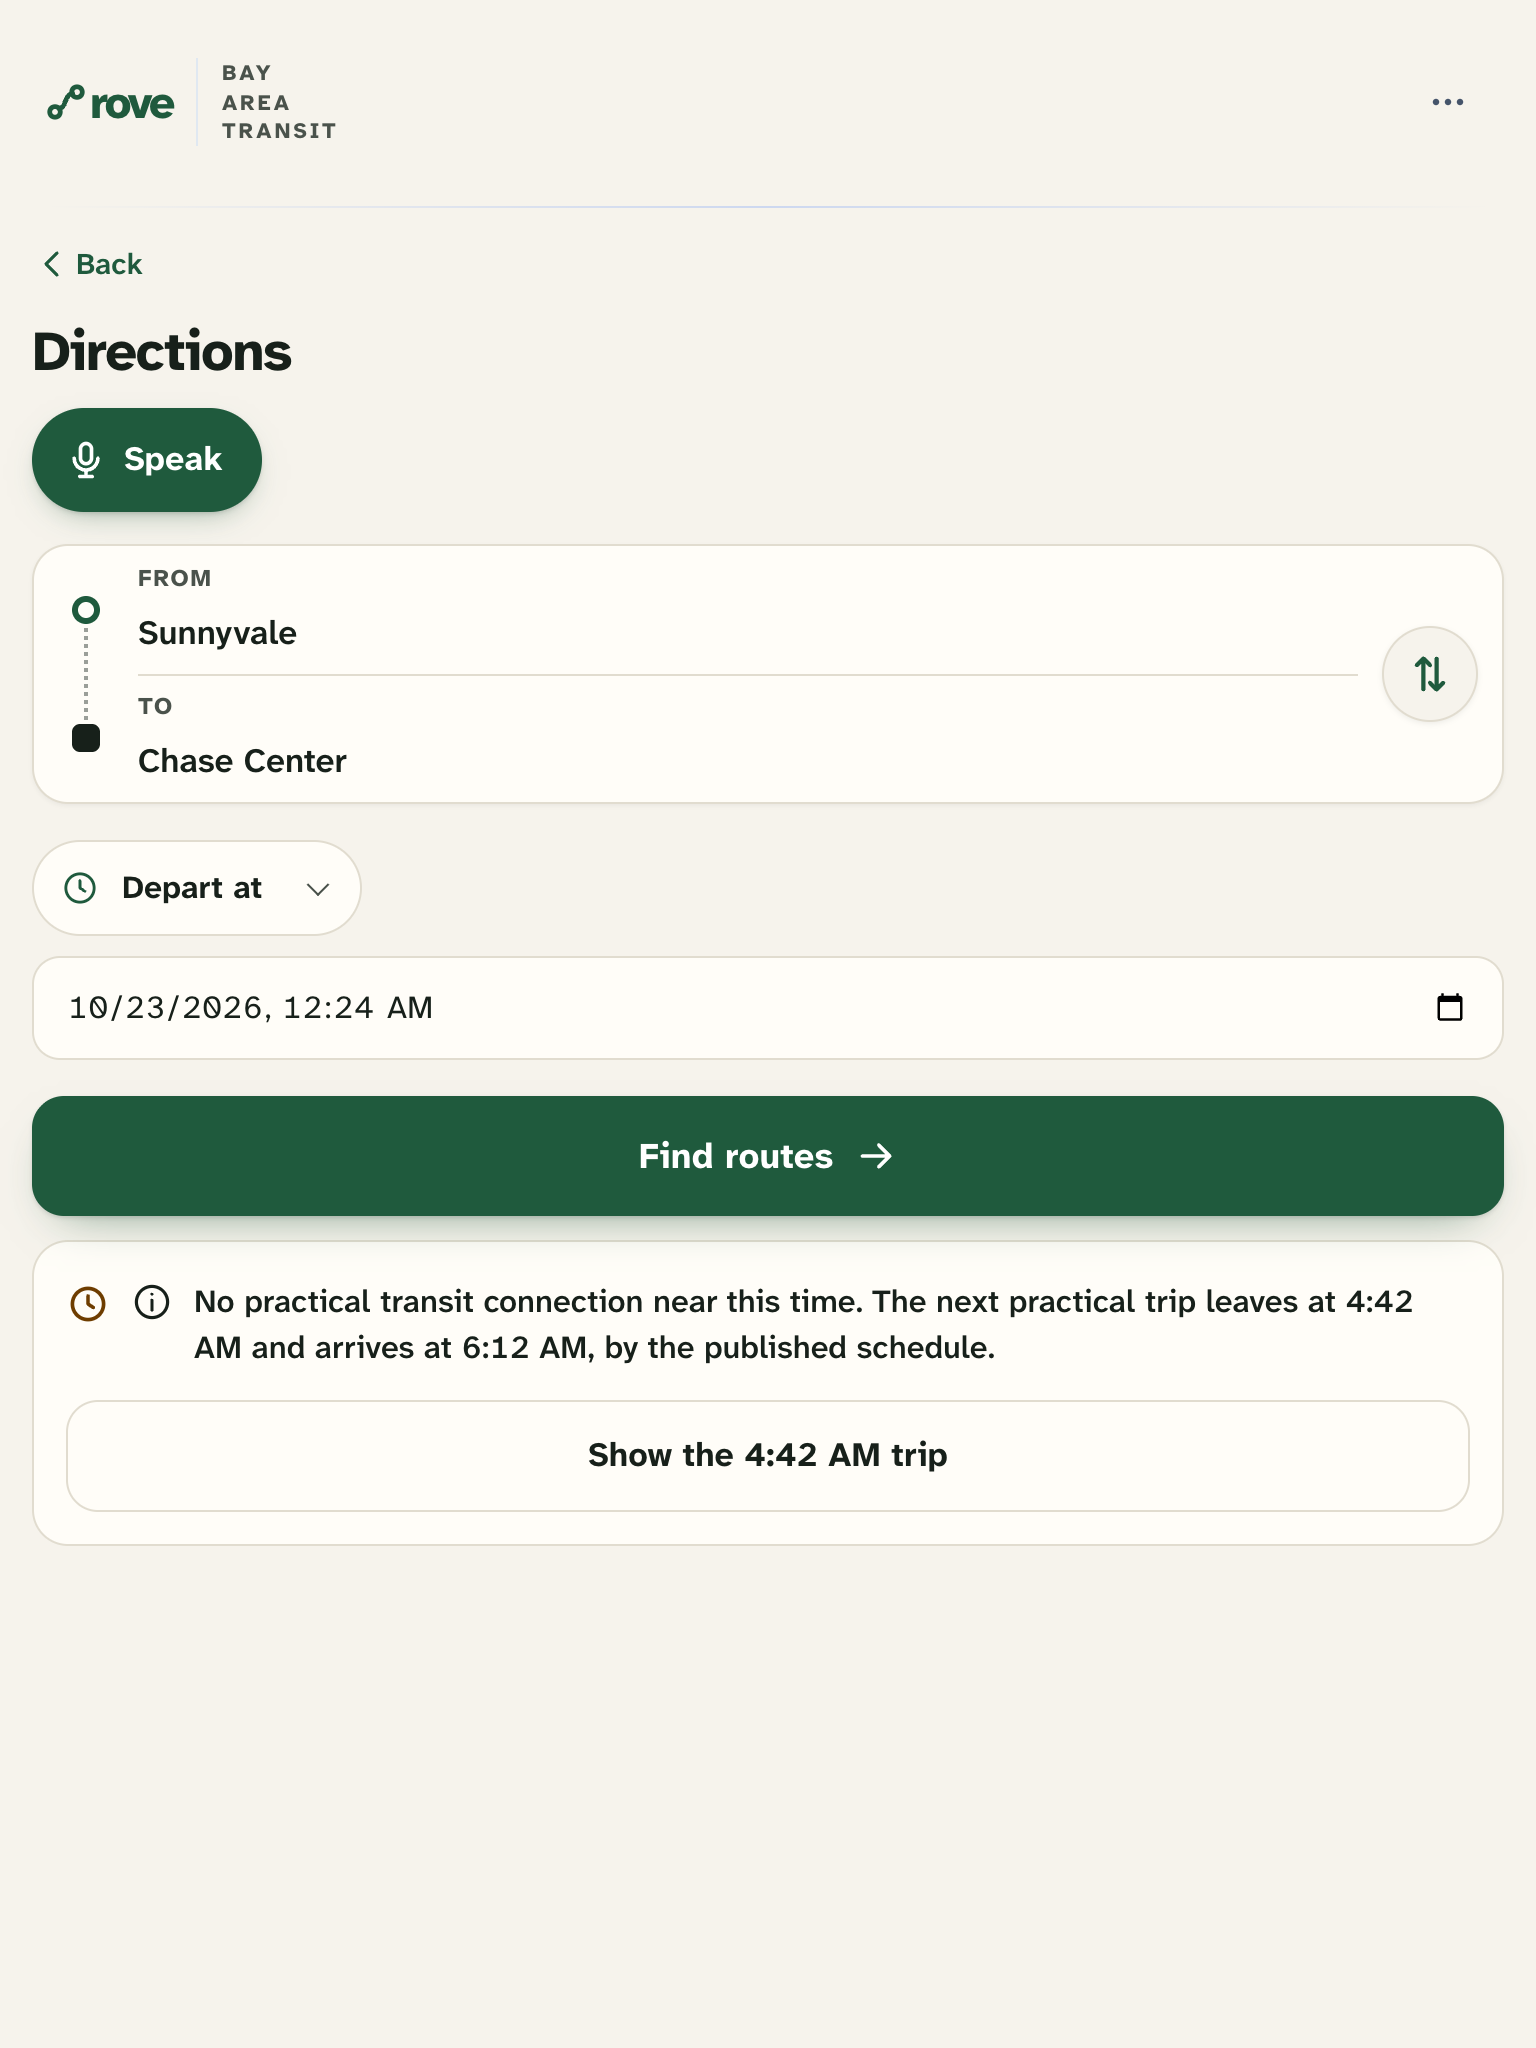 rove
BAY
AREA
TRANSIT
Back
Directions
Speak
FROM
Sunnyvale
TO
Chase Center
Depart at
10/23/2026, 12:24 AM
Find routes
No practical transit connection near this time. The next practical trip leaves at 4:42
AM and arrives at 6:12 AM, by the published schedule.
Show the 4:42 AM trip